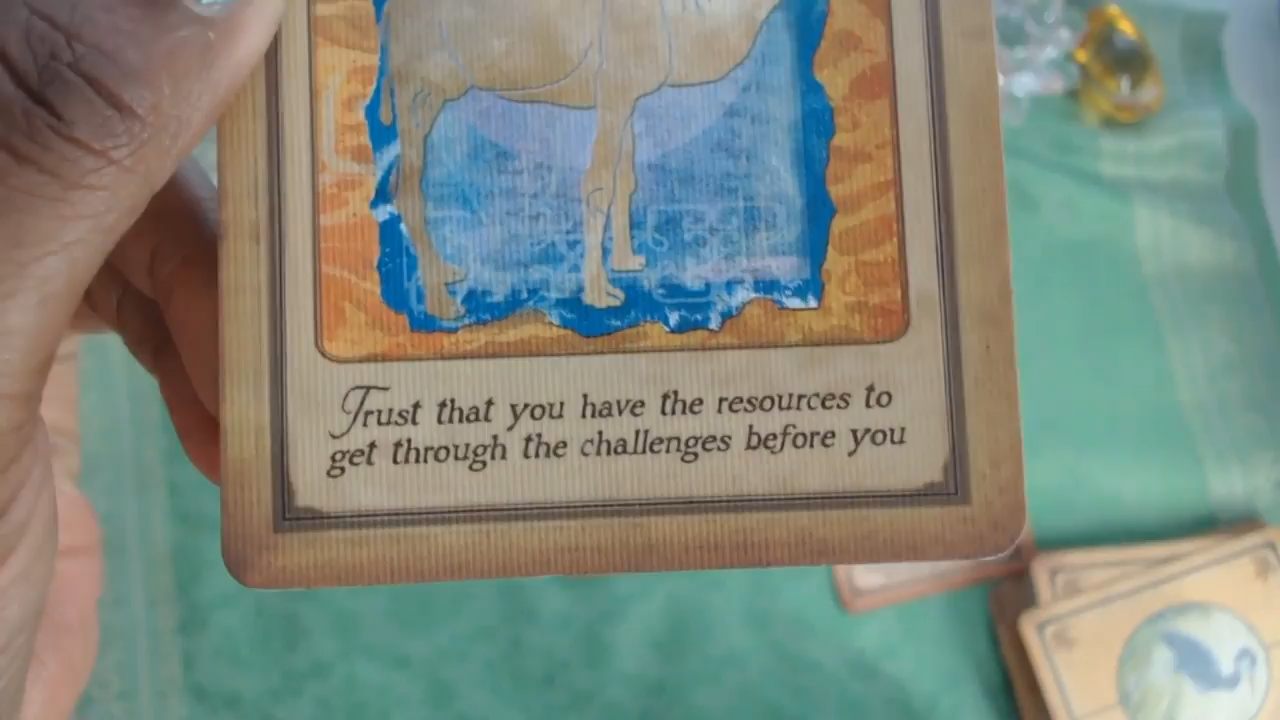 Trust that you have the resources to
get through the challenges before you